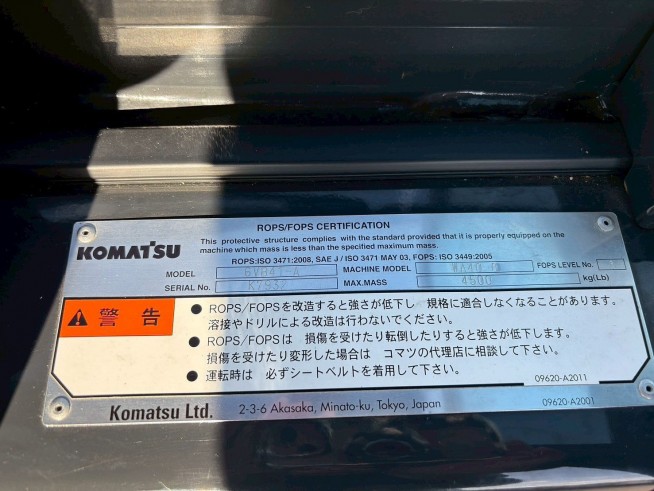 ROPS/FOPS CERTIFICATION
KOMATSU
This protective structure complies with the standard provided that it is properly equipped on the
machine which mass is less than the specified maximum mass.
ROPS:ISO 3471:2008, SAE J / ISO 3471 MAY 03, FOPS: ISO 3449:2005
MODEL MACHINE MODEL FOPS LEVEL No.
SERIAL No. MAX.MASS 4500 kg(Lb)
警告
● ROPS/FOPSを改造すると強さが低下し 規格に適合しなくなることがあります。
溶接やドリルによる改造は行わないでください。
● ROPS/FOPSは 損傷を受けたり転倒したりすると強さが低下します。
損傷を受けたり変形した場合は コマツの代理店に相談して下さい。
● 運転時は 必ずシートベルトを着用して下さい。
09620-A2011
Komatsu Ltd. 2-3-6 Akasaka, Minato-ku, Tokyo, Japan 09620-A2001